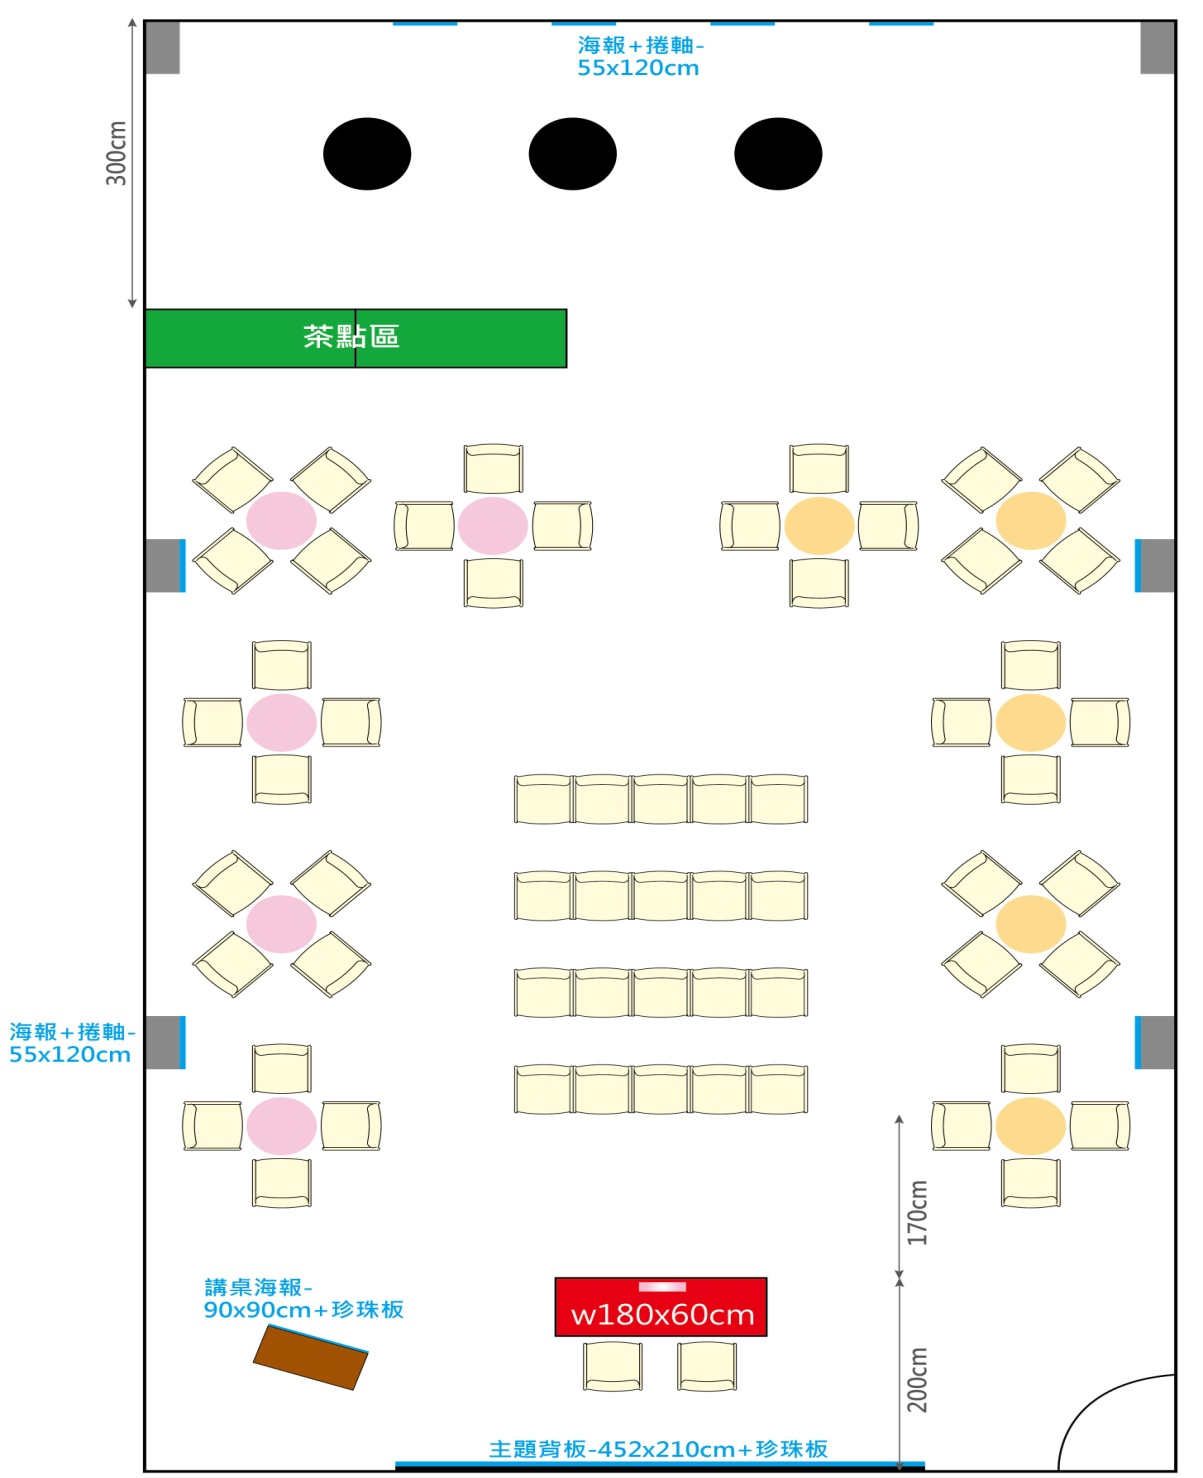 海報+捲軸-
55x120cm
300cm
茶點區
海報+捲軸-
55x120cm
170cm
講桌海報-
90x90cm+珍珠板
w180x60cm
200cm
主題背板-452x210cm+珍珠板